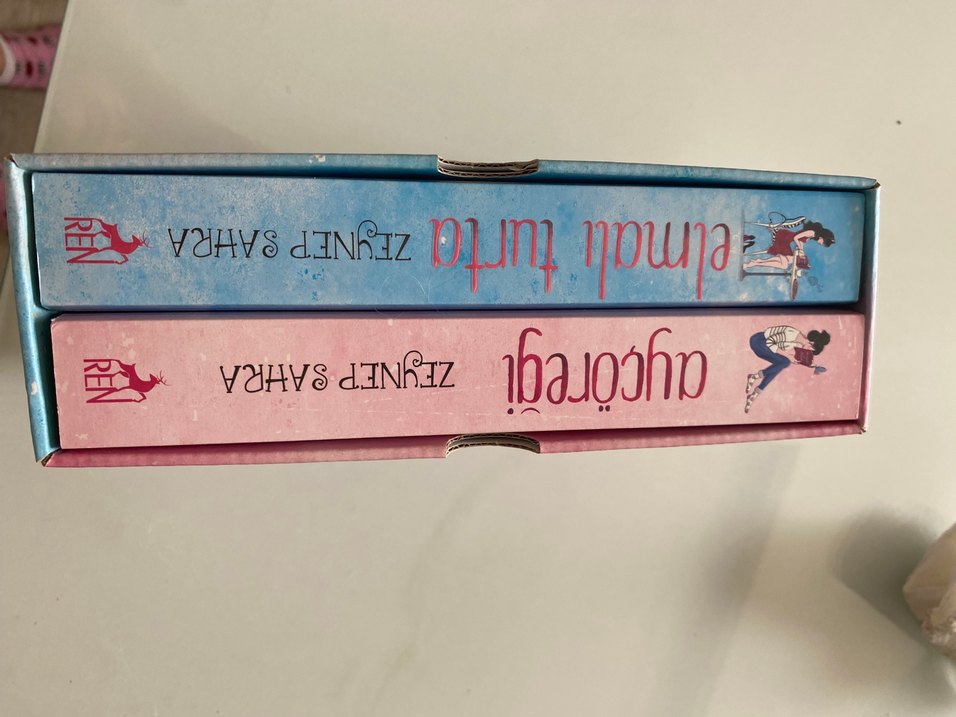 elmalı turta ZEYNEP SAHRA REN
ayçöreği ZEYNEP SAHRA REN